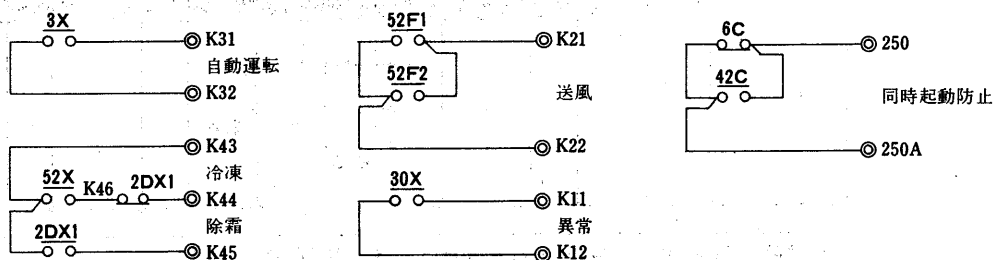 3X
K31
自動運転
K32
K43
冷凍
52X
K46
2DX1
K44
除霜
2DX1
K45
52F1
K21
52F2
送風
K22
30X
K11
異常
K12
6C
250
42C
同時起動防止
250A